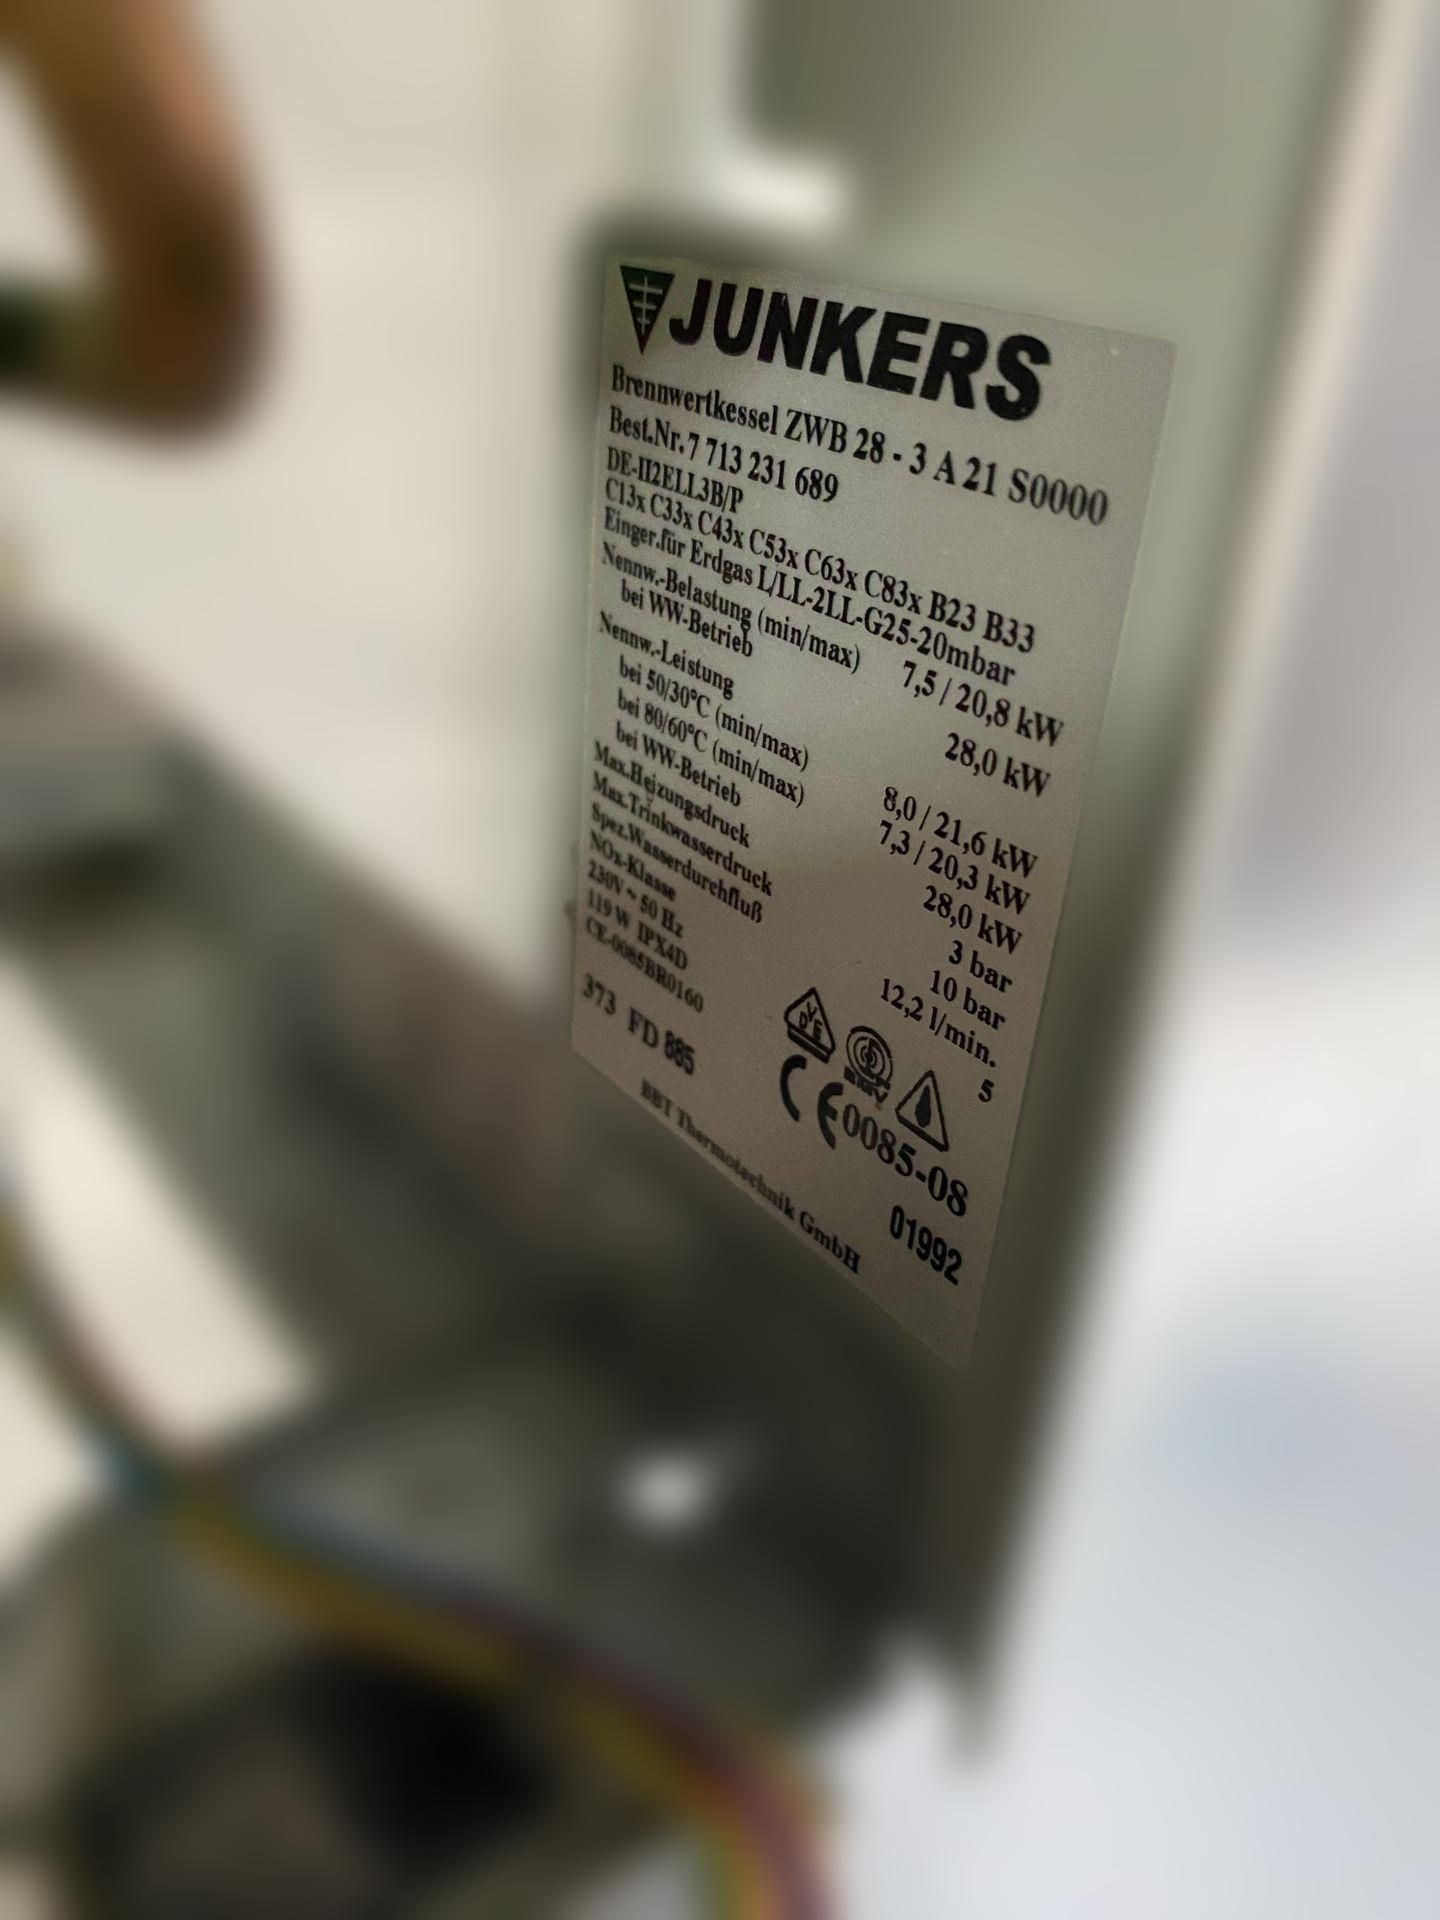 JUNKERS
Brennwertkessel ZWB 28 - 3 A 21 S0000
Best.Nr. 7 713 231 689
DE-II2ELL3B/P
C13x C33x C43x C53x C63x C83x B23 B33
Einger.für Erdgas L/LL-2LL-G25-20mbar
Nennw.-Belastung (min/max) 7,5 / 20,8 kW
bei WW-Betrieb 28,0 kW
Nennw.-Leistung
bei 50/30°C (min/max) 8,0 / 21,6 kW
bei 80/60°C (min/max) 7,3 / 20,3 kW
bei WW-Betrieb 28,0 kW
Max.Heizungsdruck 3 bar
Max.Trinkwasserdruck 10 bar
Spez.Wasserdurchfluß 12,2 l/min.
NOx-Klasse 5
230V ~ 50 Hz
119 W IPX4D
CE-0085BR0160
VDE
CE 0085-08
373 FD 885
01992
BBT Thermotechnik GmbH